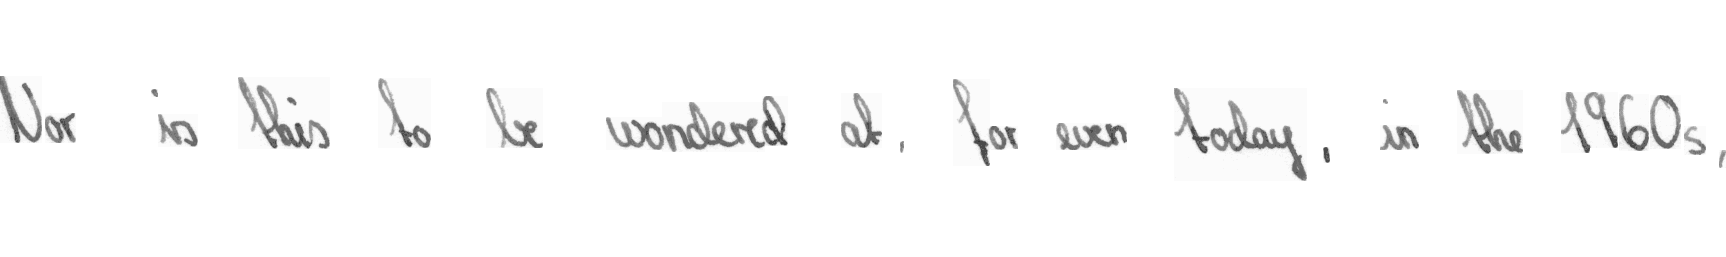 Nor is this to be wondered at, for even today, in the 1960s,